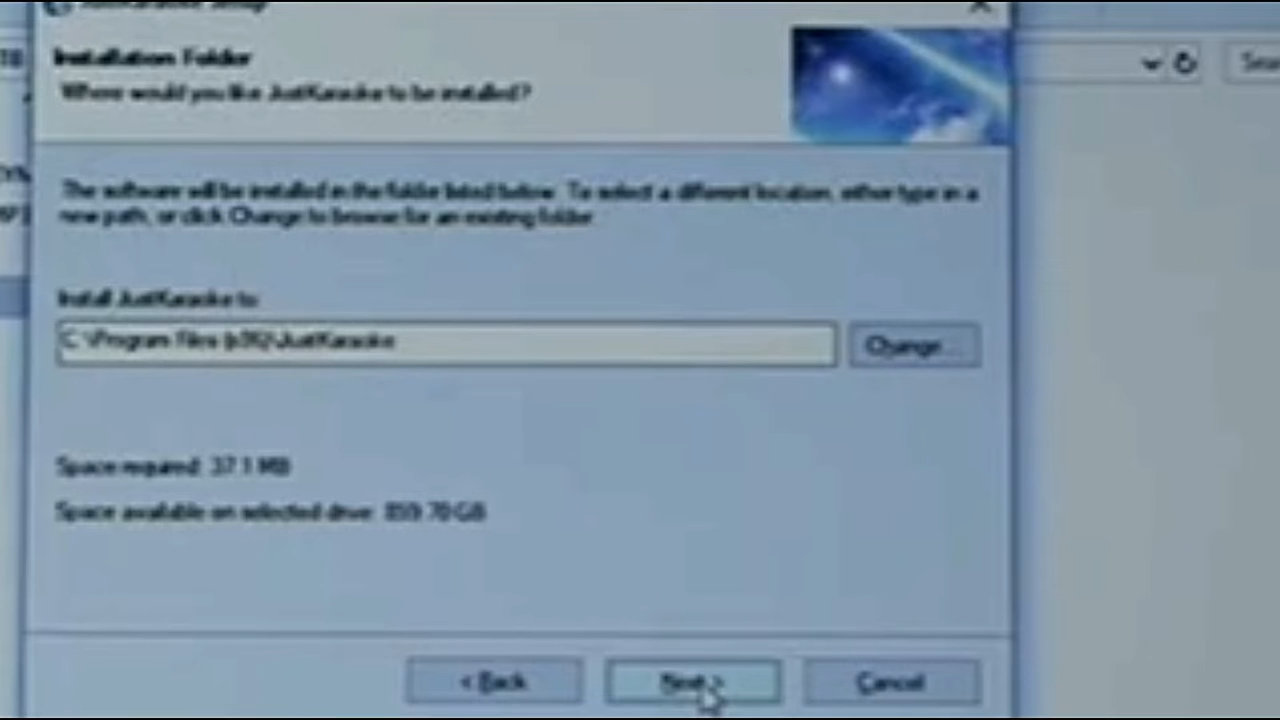 JustKaraoke Setup
Installation Folder
Where would you like JustKaraoke to be installed?
The software will be installed in the folder listed below. To select a different location, either type in a
new path, or click Change to browse for an existing folder.
Install JustKaraoke to:
C:\Program Files (x86)\JustKaraoke
Change...
Space required: 37.1 MB
Space available on selected drive: 859.70 GB
< Back
Next >
Cancel